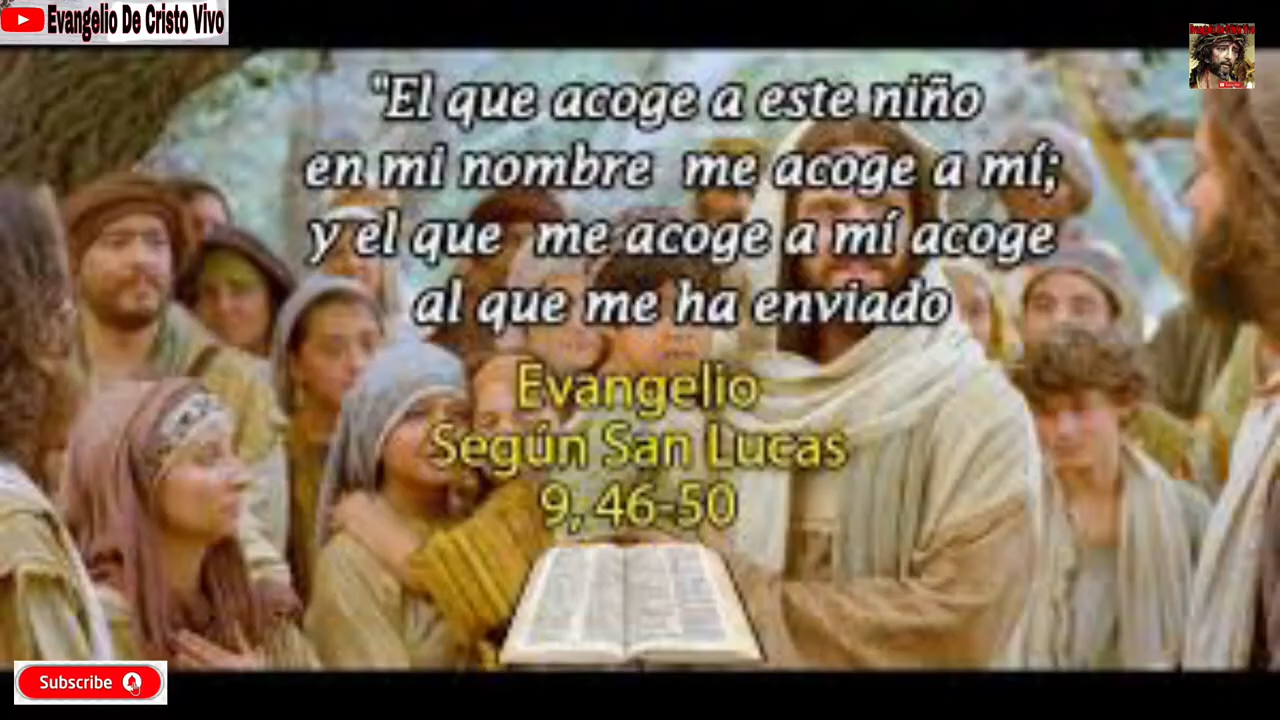 Evangelio De Cristo Vivo
"El que acoge a este niño
en mi nombre me acoge a mí;
y el que me acoge a mí acoge
al que me ha enviado
Evangelio
Según San Lucas
9, 46-50
Subscribe